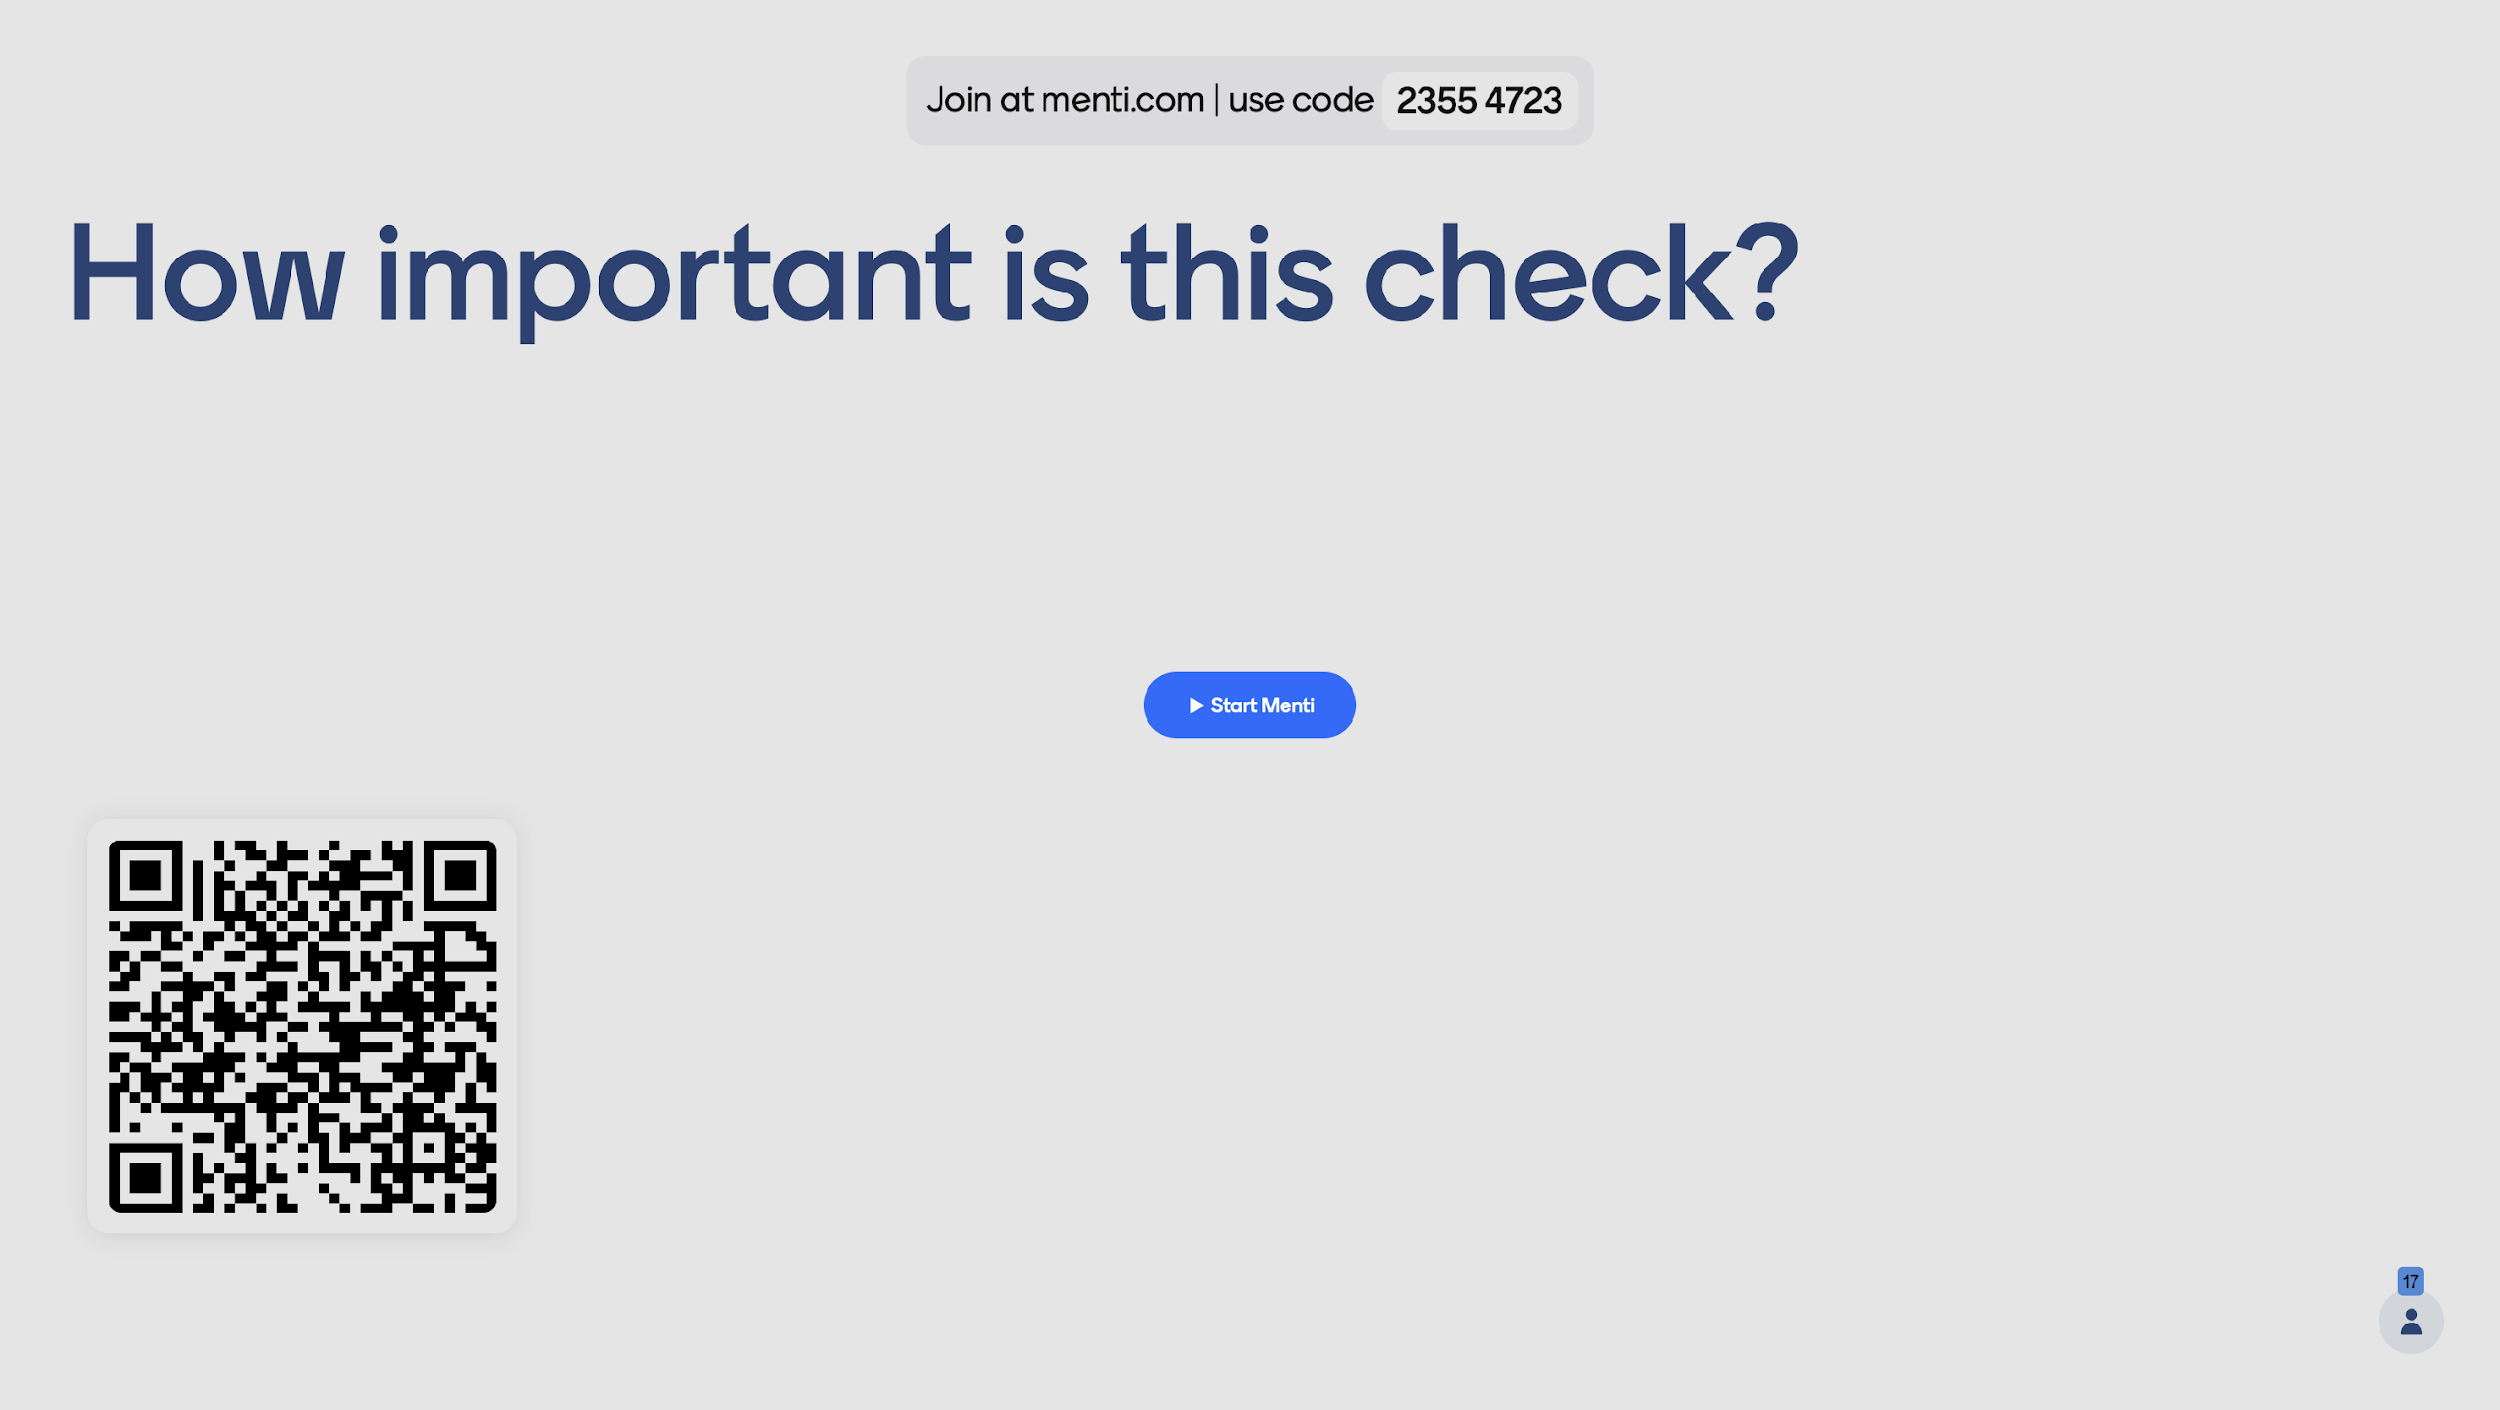 Join at menti.com | use code 2355 4723
How important is this check?
Start Menti
17